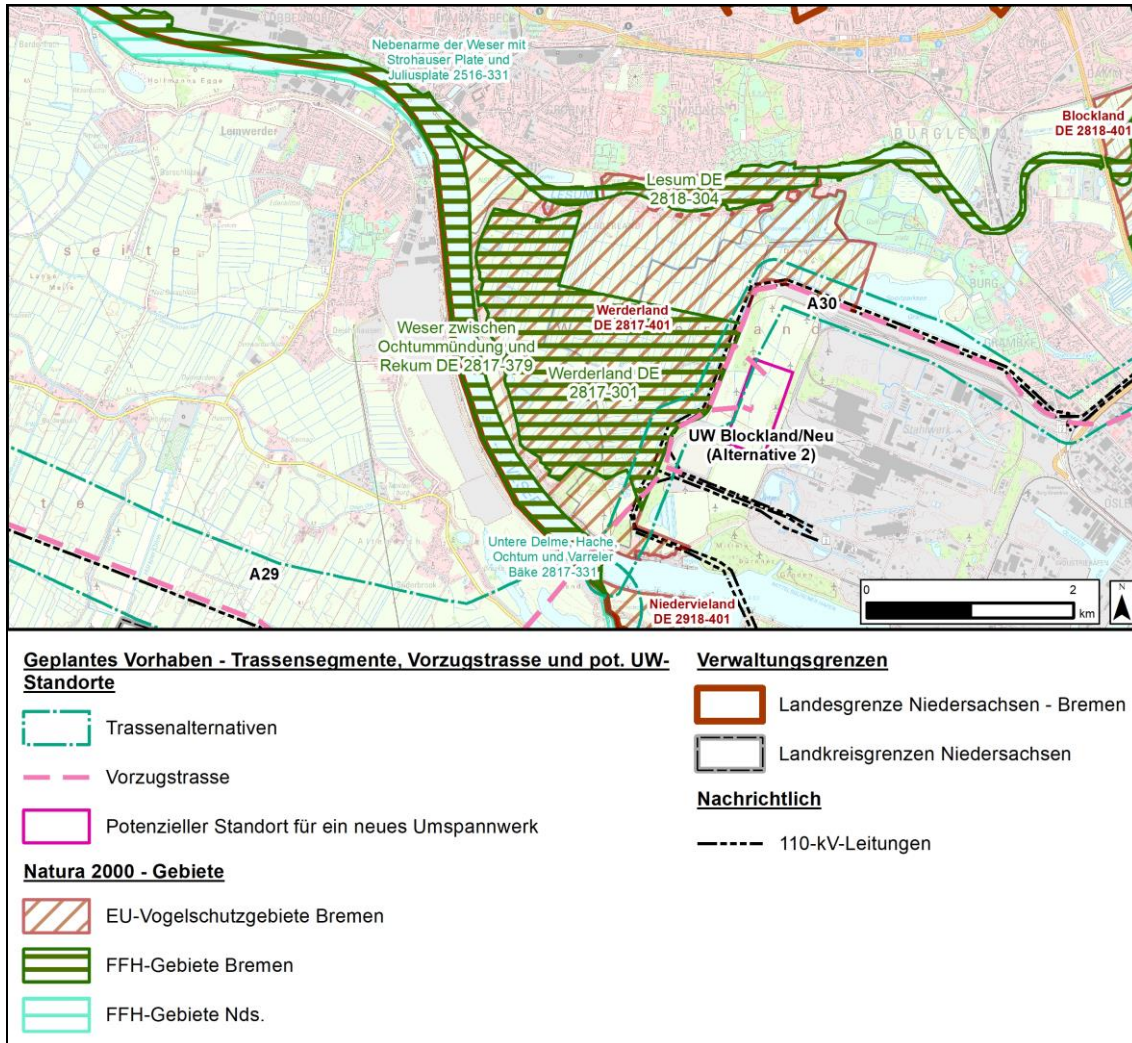 Nebenarme der Weser mit
Strohauser Plate und
Juliusplate 2516-331
Lemwerder
BURGLESUM
Blockland
DE 2818-401
LESUM
Lesum DE
2818-304
BURG
GRAMBKE
A30
Werderland
DE 2817-401
Weser zwischen
Ochtummündung und
Rekum DE 2817-379
Werderland DE
2817-301
Stahlwerk
UW Blockland/Neu
(Alternative 2)
Untere Delme, Hache,
Ochtum und Varreler
Bäke 2817-331
A29
Niedervieland
DE 2918-401
0 2
km
N
Geplantes Vorhaben - Trassensegmente, Vorzugstrasse und pot. UW-
Standorte
Trassenalternativen
Vorzugstrasse
Potenzieller Standort für ein neues Umspannwerk
Natura 2000 - Gebiete
EU-Vogelschutzgebiete Bremen
FFH-Gebiete Bremen
FFH-Gebiete Nds.
Verwaltungsgrenzen
Landesgrenze Niedersachsen - Bremen
Landkreisgrenzen Niedersachsen
Nachrichtlich
110-kV-Leitungen